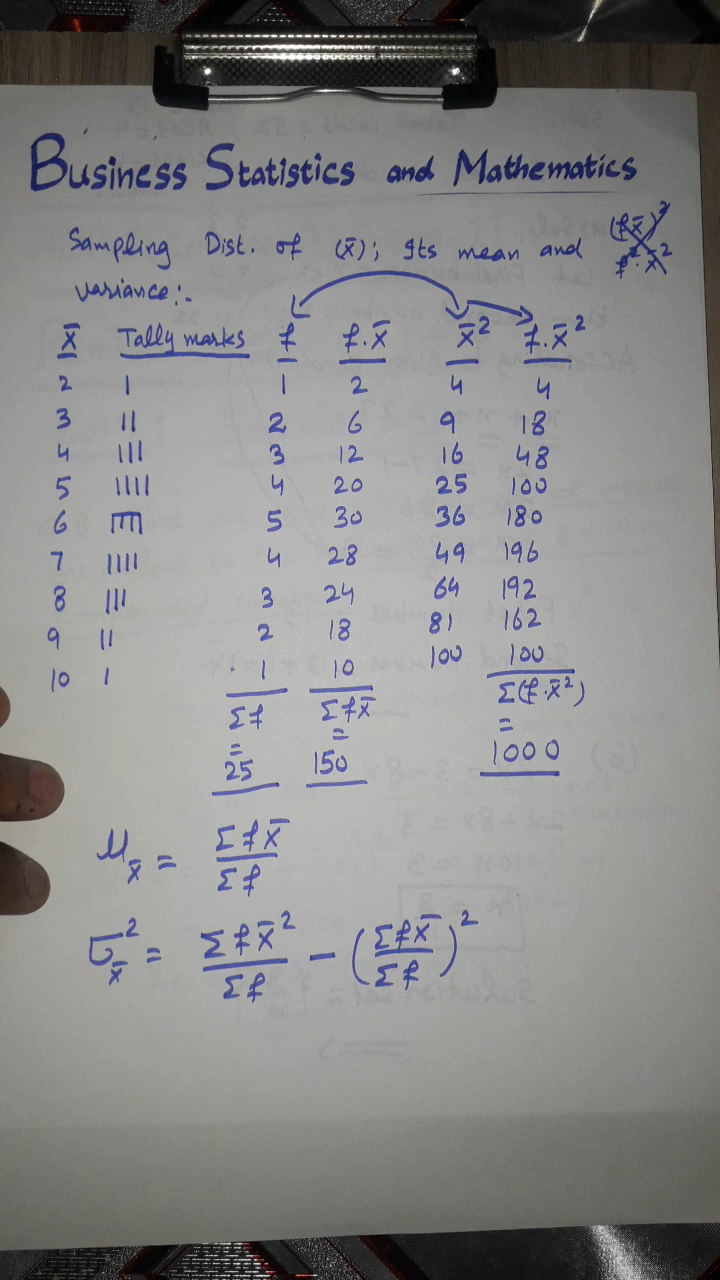 Business Statistics and Mathematics
Sampling Dist. of (x̄); Its mean and
variance:.
(fx̄)²
f²·x̄²
x̄ Tally marks f f.x̄ x̄² f.x̄²
2 | 1 2 4 4
3 || 2 6 9 18
4 ||| 3 12 16 48
5 |||| 4 20 25 100
6 𝍸 5 30 36 180
7 |||| 4 28 49 196
8 ||| 3 24 64 192
9 || 2 18 81 162
10 | 1 10 100 100
Σf Σfx̄ Σ(f.x̄²)
= = =
25 150 1000
μx̄ = Σfx̄ / Σf
σ²x̄ = Σfx̄² / Σf − (Σfx̄ / Σf)²